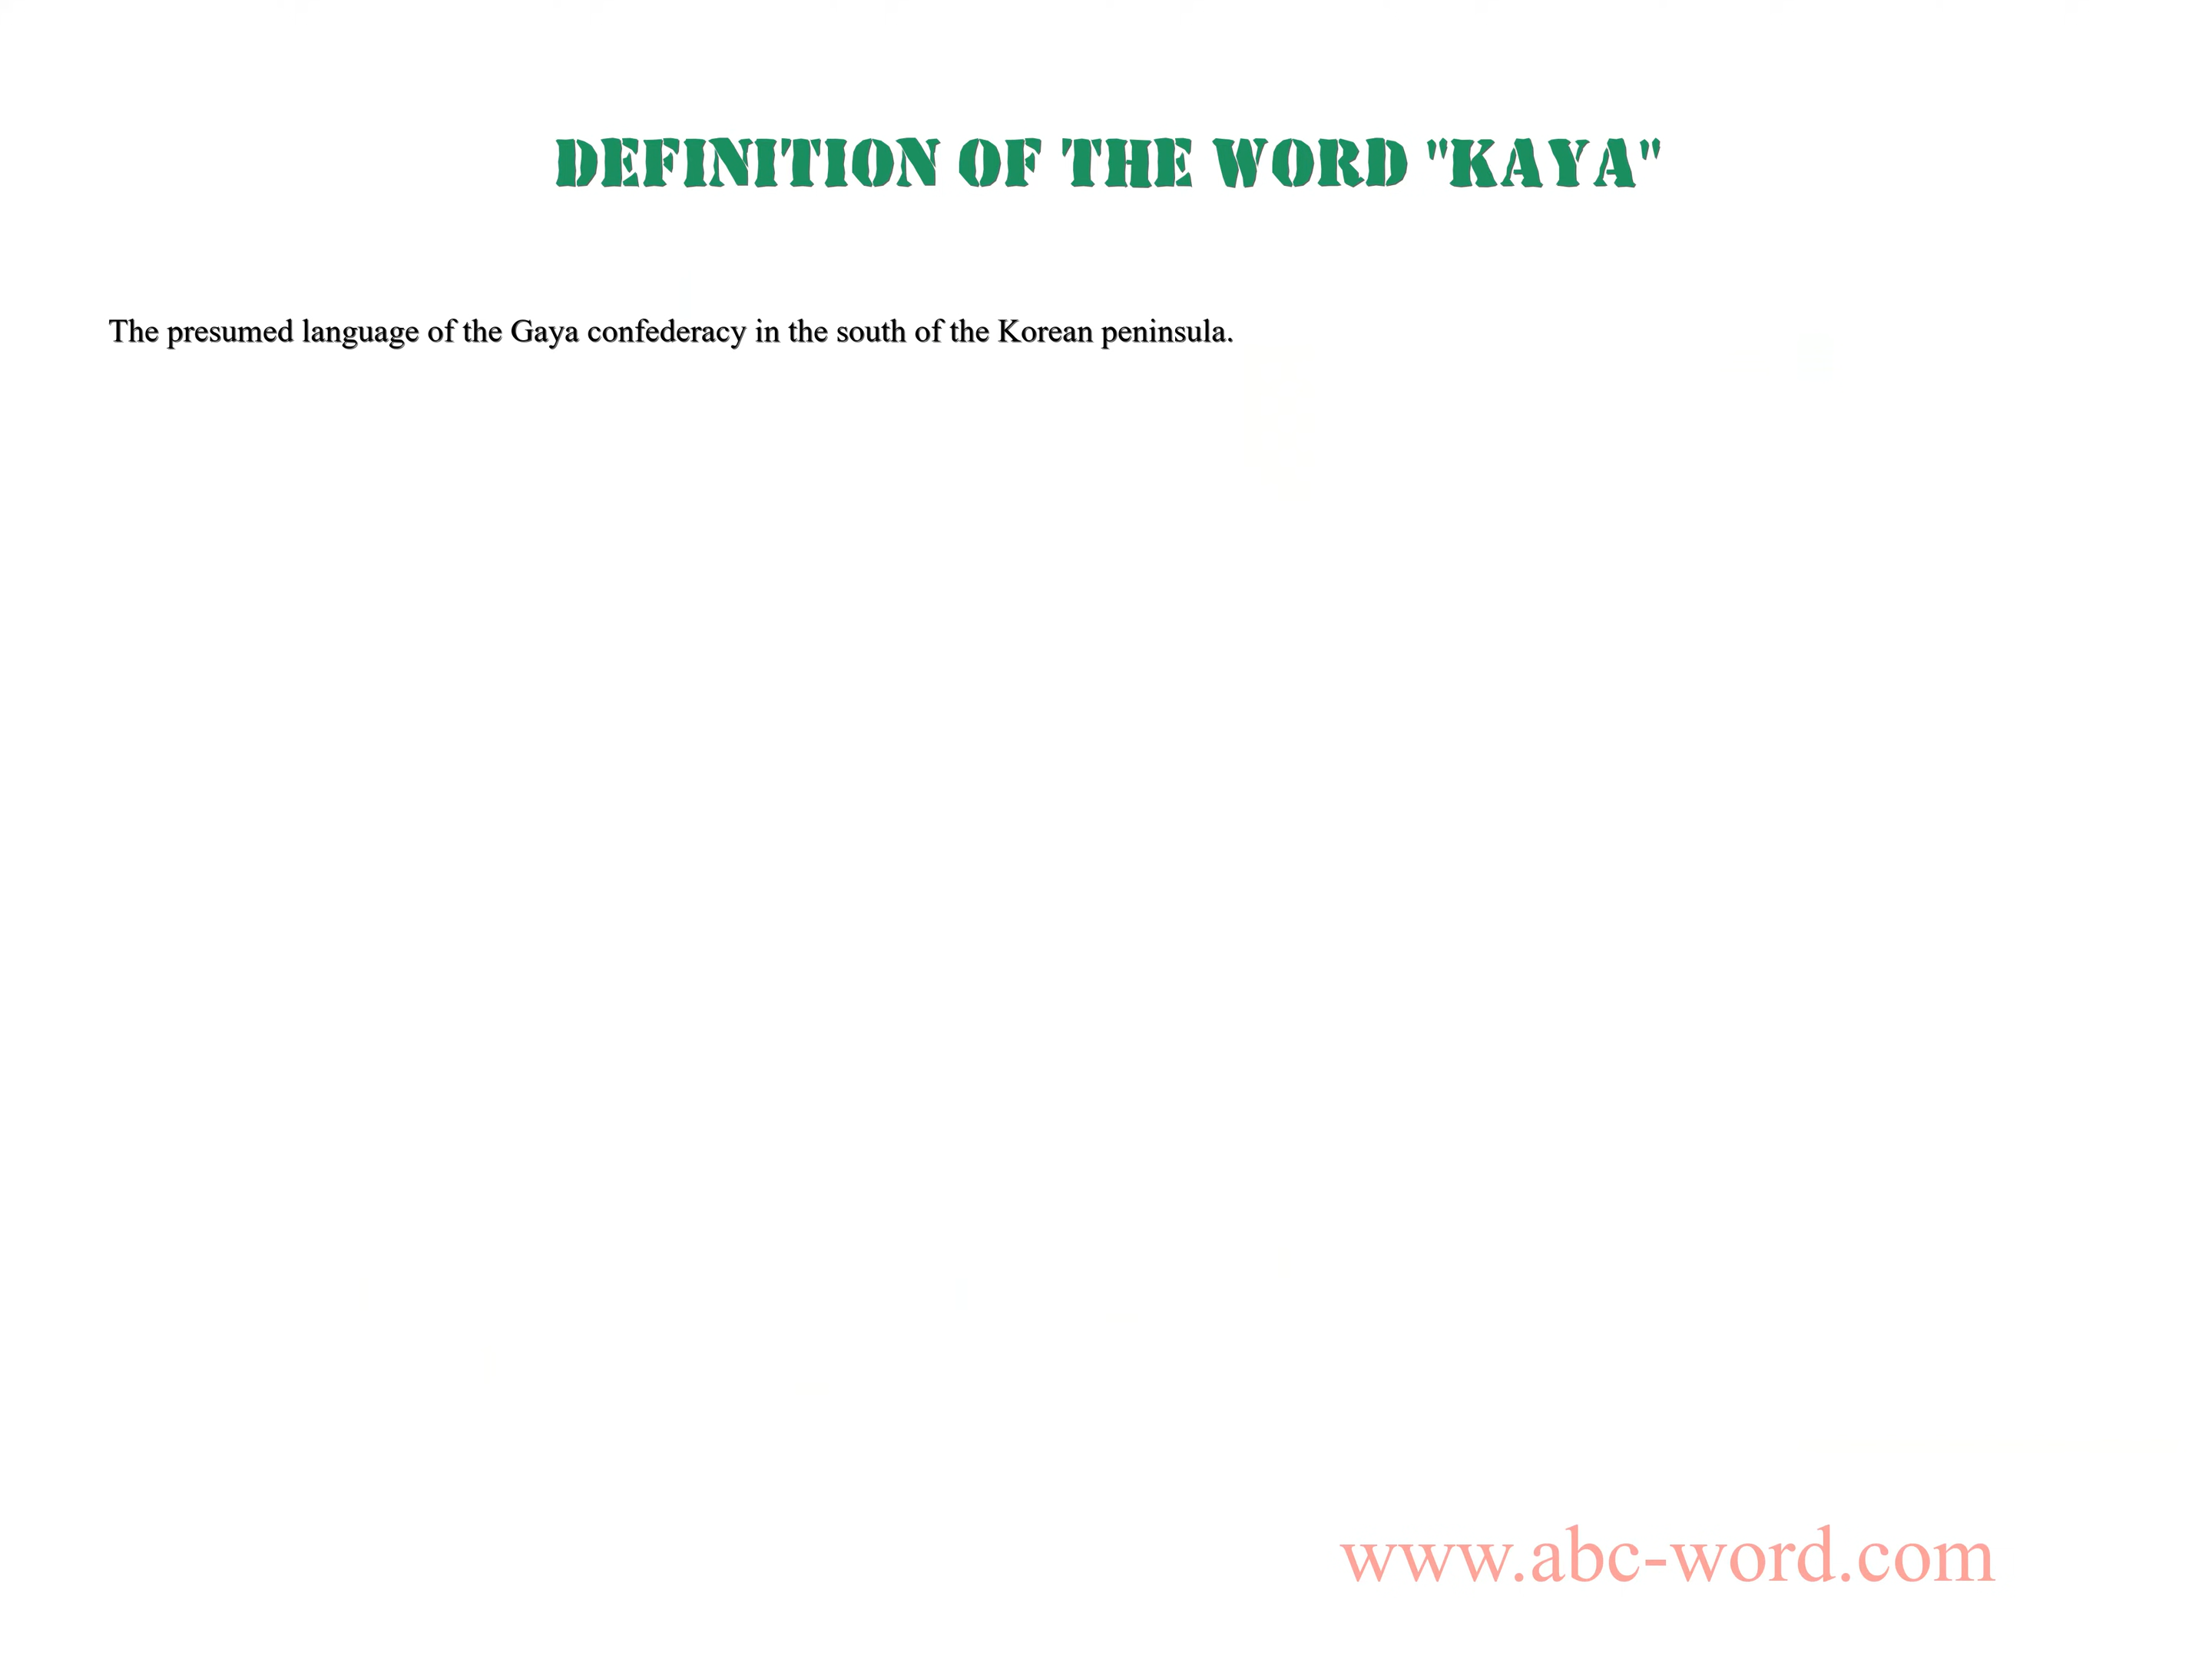 DEFINITION OF THE WORD "KAYA"
The presumed language of the Gaya confederacy in the south of the Korean peninsula.
www.abc-word.com